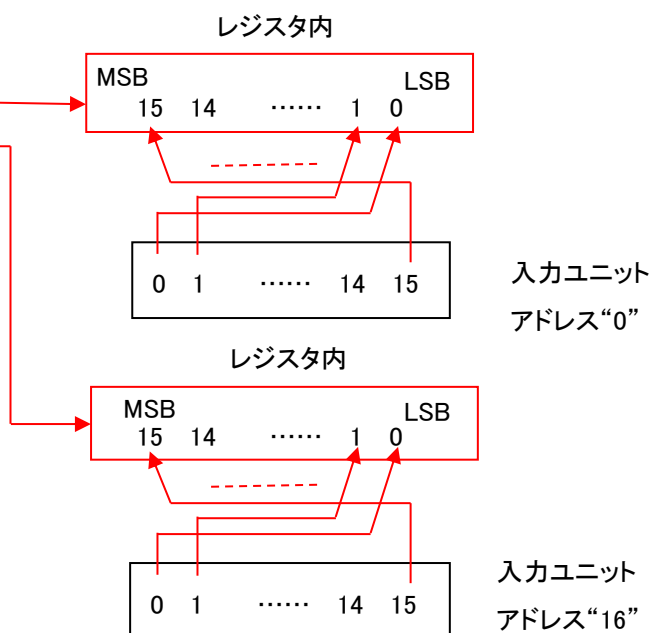 レジスタ内
MSB LSB
15 14 ...... 1 0
0 1 ...... 14 15
入力ユニット
アドレス“0”
レジスタ内
MSB LSB
15 14 ...... 1 0
0 1 ...... 14 15
入力ユニット
アドレス“16”